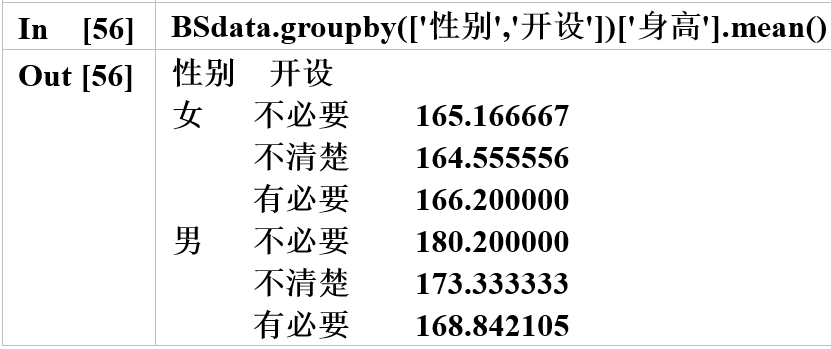 In [56] BSdata.groupby(['性别','开设'])['身高'].mean()
Out [56] 性别 开设
女 不必要 165.166667
不清楚 164.555556
有必要 166.200000
男 不必要 180.200000
不清楚 173.333333
有必要 168.842105